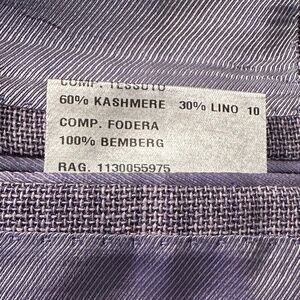 COMP. TESSUTO
60% KASHMERE 30% LINO 10
COMP. FODERA
100% BEMBERG
RAG. 1130055975